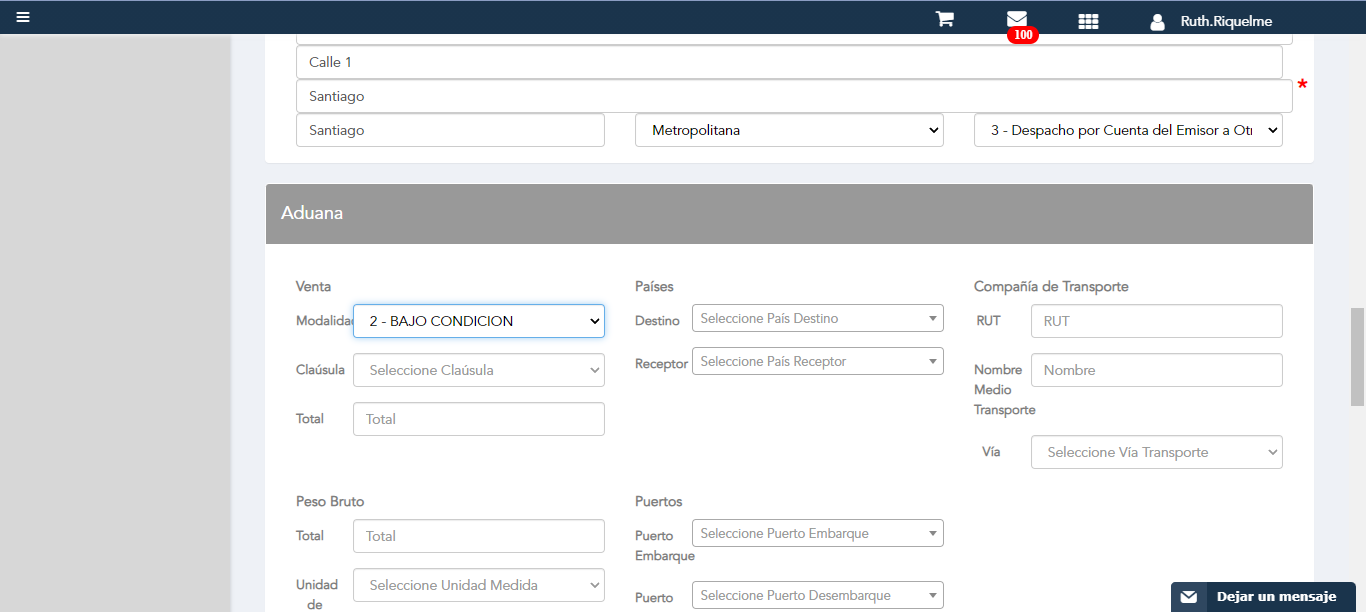 Ruth.Riquelme
100
Calle 1
Santiago
*
Santiago
Metropolitana
3 - Despacho por Cuenta del Emisor a Otr
Aduana
Venta
Países
Compañía de Transporte
Modalidad
2 - BAJO CONDICION
Destino
Seleccione País Destino
RUT
RUT
Claúsula
Seleccione Claúsula
Receptor
Seleccione País Receptor
Nombre
Medio
Transporte
Nombre
Total
Total
Vía
Seleccione Vía Transporte
Peso Bruto
Puertos
Total
Total
Puerto
Embarque
Seleccione Puerto Embarque
Unidad
de
Seleccione Unidad Medida
Puerto
Seleccione Puerto Desembarque
Dejar un mensaje